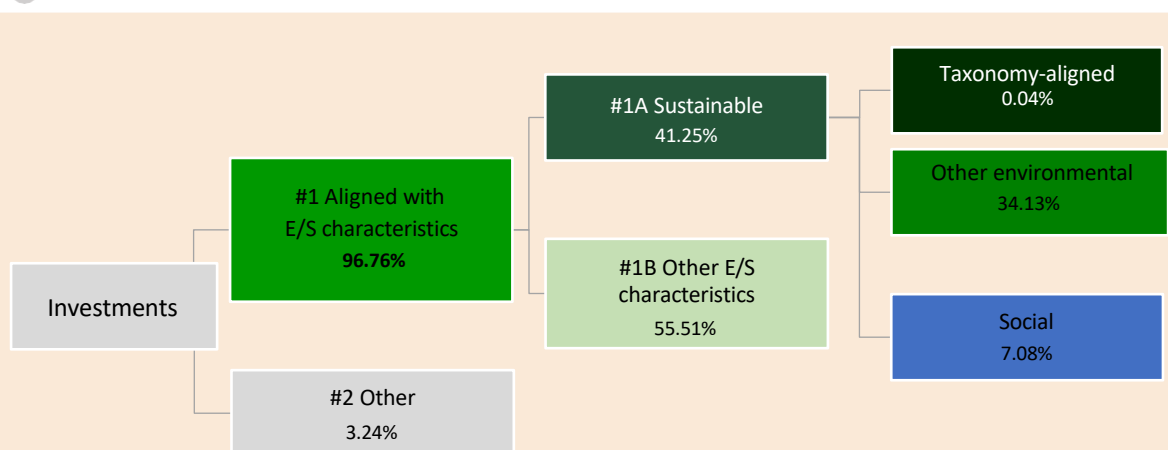 Investments
#1 Aligned with
E/S characteristics
96.76%
#2 Other
3.24%
#1A Sustainable
41.25%
#1B Other E/S
characteristics
55.51%
Taxonomy-aligned
0.04%
Other environmental
34.13%
Social
7.08%